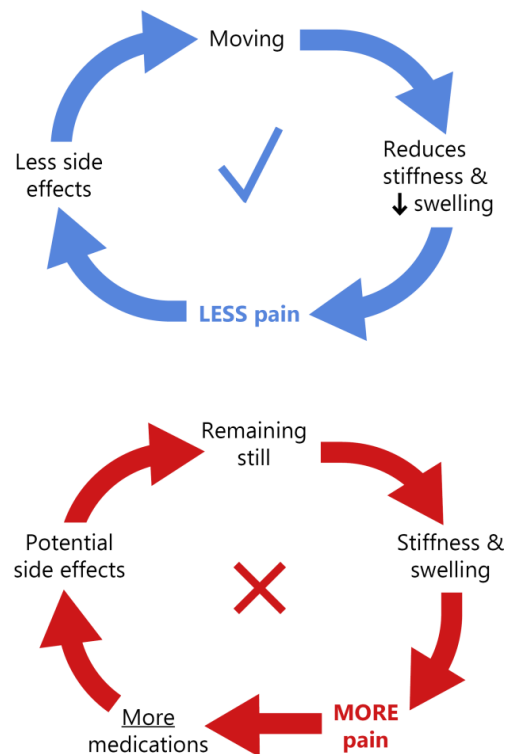 Moving
Reduces
stiffness &
↓ swelling
LESS pain
Less side
effects
Remaining
still
Stiffness &
swelling
MORE
pain
More
medications
Potential
side effects